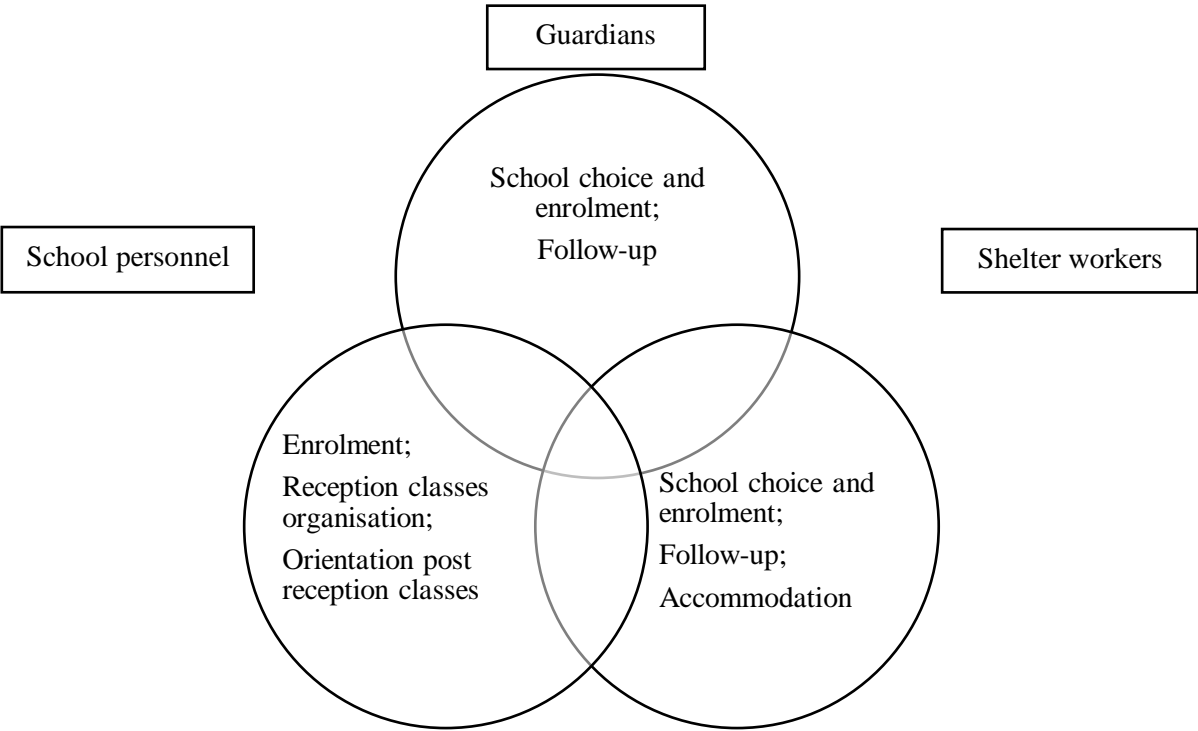 Guardians
School choice and
enrolment;
Follow-up
School personnel
Shelter workers
Enrolment;
Reception classes
organisation;
Orientation post
reception classes
School choice and
enrolment;
Follow-up;
Accommodation